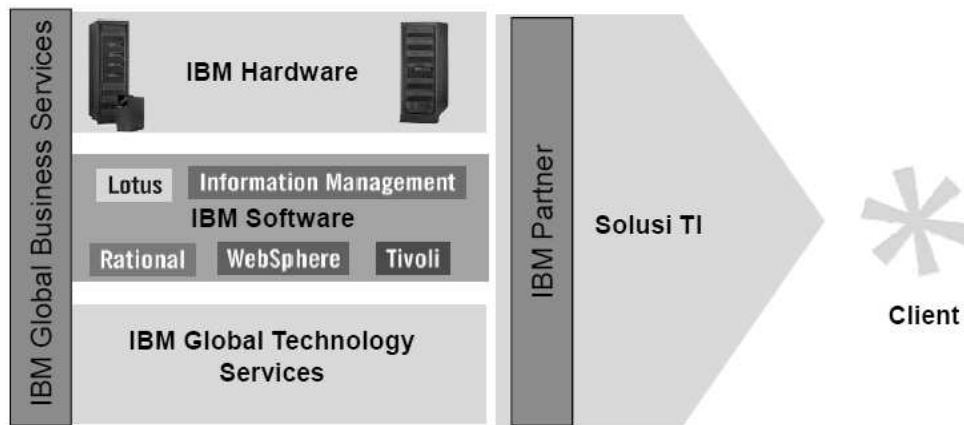 IBM Global Business Services
IBM Hardware
Lotus
Information Management
IBM Software
Rational
WebSphere
Tivoli
IBM Global Technology
Services
IBM Partner
Solusi TI
Client